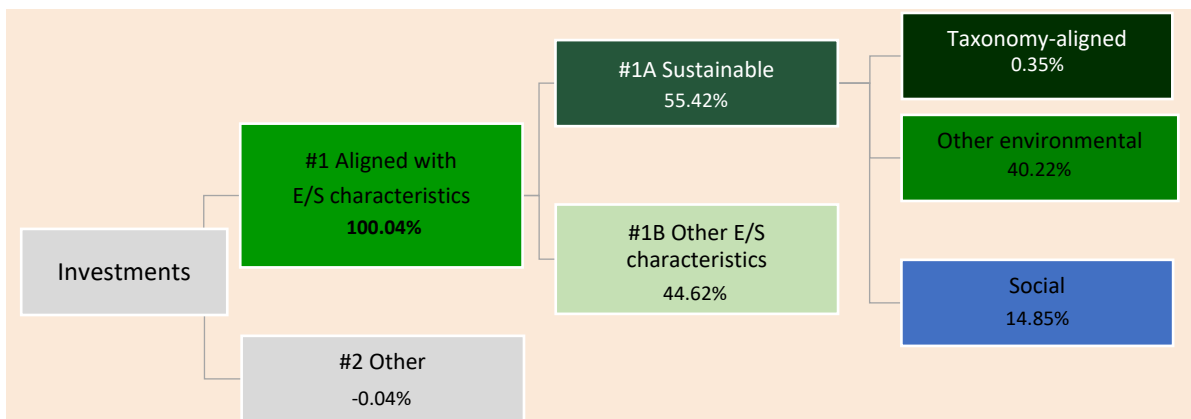 Investments
#1 Aligned with
E/S characteristics
100.04%
#2 Other
-0.04%
#1A Sustainable
55.42%
#1B Other E/S
characteristics
44.62%
Taxonomy-aligned
0.35%
Other environmental
40.22%
Social
14.85%